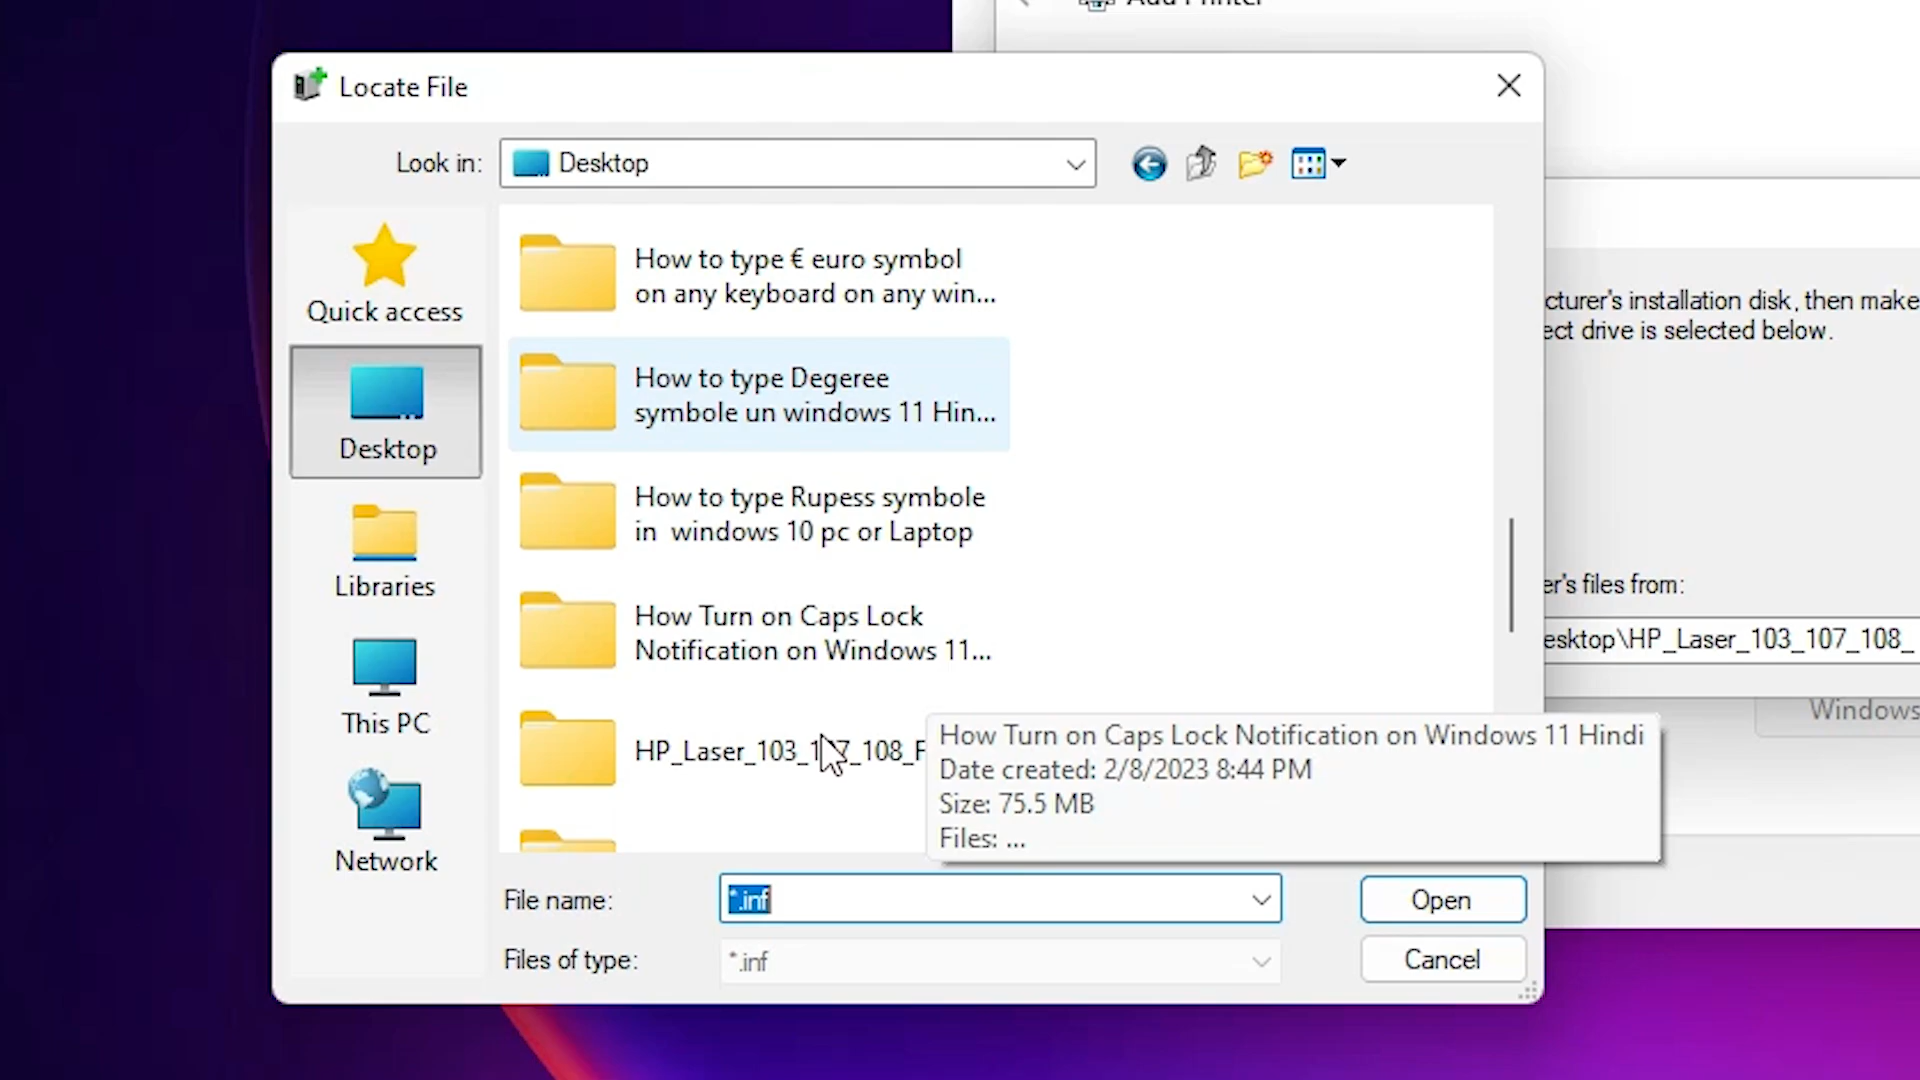 Add Printer
Locate File
Look in:
Desktop
Quick access
Desktop
Libraries
This PC
Network
How to type € euro symbol
on any keyboard on any win...
How to type Degeree
symbole un windows 11 Hin...
How to type Rupess symbole
in  windows 10 pc or Laptop
How Turn on Caps Lock
Notification on Windows 11...
HP_Laser_103_107_108_F
How Turn on Caps Lock Notification on Windows 11 Hindi
Date created: 2/8/2023 8:44 PM
Size: 75.5 MB
Files: ...
File name:
*.inf
Open
Files of type:
*.inf
Cancel
cturer's installation disk, then make
ect drive is selected below.
er's files from:
esktop\HP_Laser_103_107_108_
Windows